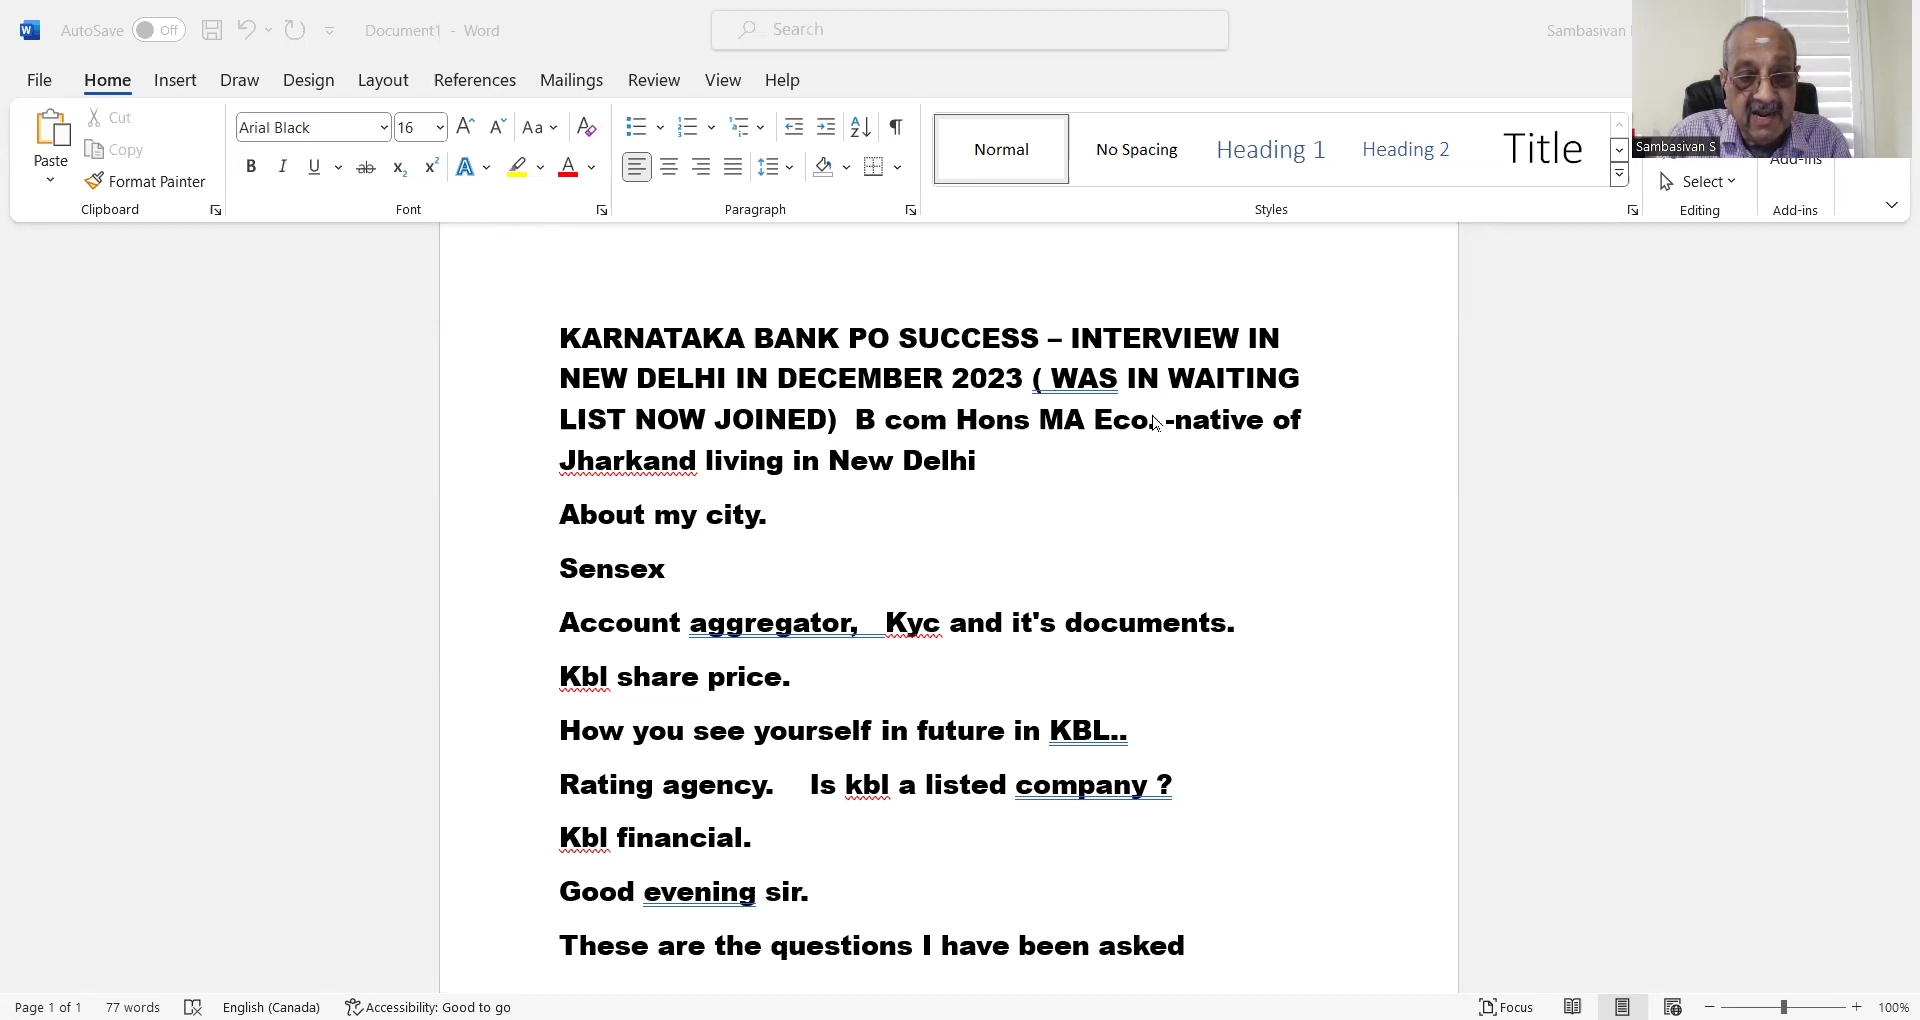 AutoSave Off Document1 - Word Search Sambasivan
File Home Insert Draw Design Layout References Mailings Review View Help
Paste Cut Copy Format Painter
Arial Black 16
Normal No Spacing Heading 1 Heading 2 Title
Sambasivan S
Add-ins
Select
Clipboard Font Paragraph Styles Editing Add-ins
KARNATAKA BANK PO SUCCESS – INTERVIEW IN
NEW DELHI IN DECEMBER 2023 ( WAS IN WAITING
LIST NOW JOINED) B com Hons MA Eco. -native of
Jharkand living in New Delhi
About my city.
Sensex
Account aggregator, Kyc and it's documents.
Kbl share price.
How you see yourself in future in KBL..
Rating agency. Is kbl a listed company ?
Kbl financial.
Good evening sir.
These are the questions I have been asked
Page 1 of 1 77 words English (Canada) Accessibility: Good to go Focus 100%